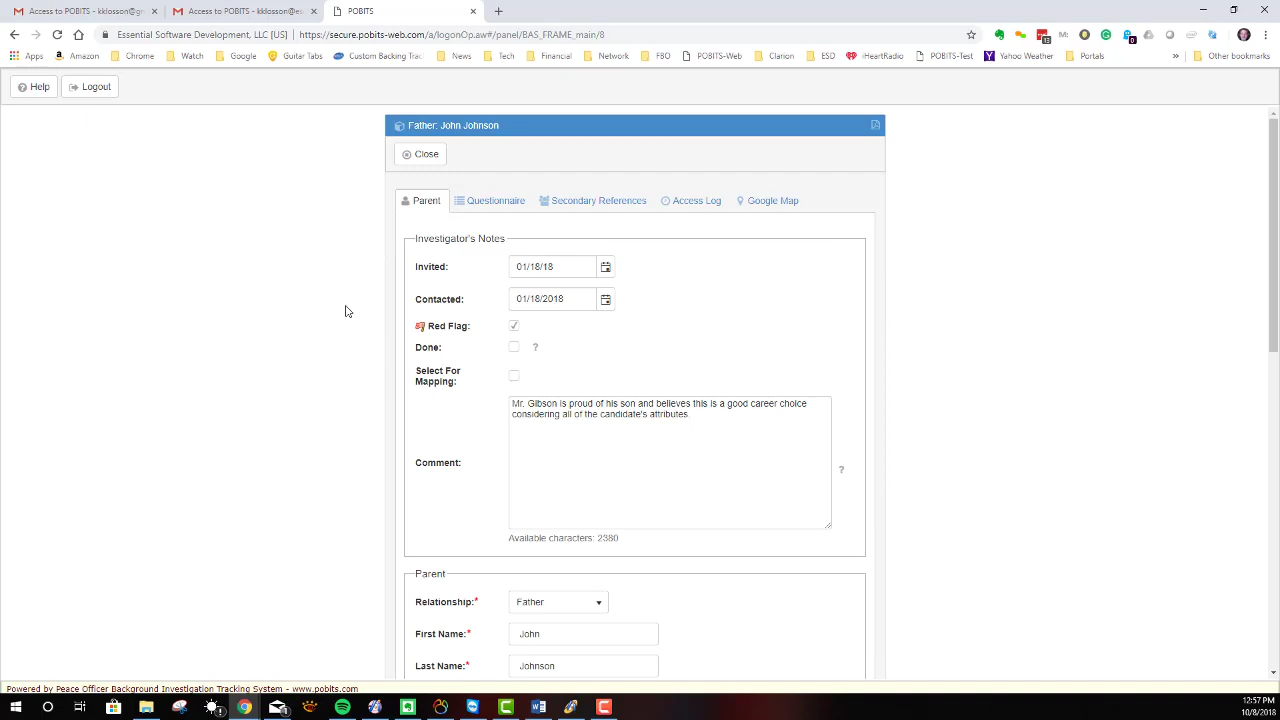 Access to POBITS - kklosson@gm
Access to POBITS - kklosson@es
POBITS
Essential Software Development, LLC [US] https://secure.pobits-web.com/a/logonOp.aw#/panel/BAS_FRAME_main/8
Apps Amazon Chrome Watch Google Guitar Tabs Custom Backing Trac News Tech Financial Network FBO POBITS-Web Clarion ESD iHeartRadio POBITS-Test Yahoo Weather Portals » Other bookmarks
Help Logout
Father: John Johnson
Close
Parent Questionnaire Secondary References Access Log Google Map
Investigator's Notes
Invited: 01/18/18
Contacted: 01/18/2018
Red Flag:
Done: ?
Select For
Mapping:
Mr. Gibson is proud of his son and believes this is a good career choice
considering all of the candidate's attributes.
Comment: ?
Available characters: 2380
Parent
Relationship:* Father
First Name:* John
Last Name:* Johnson
Powered by Peace Officer Background Investigation Tracking System - www.pobits.com
12:57 PM
10/8/2018